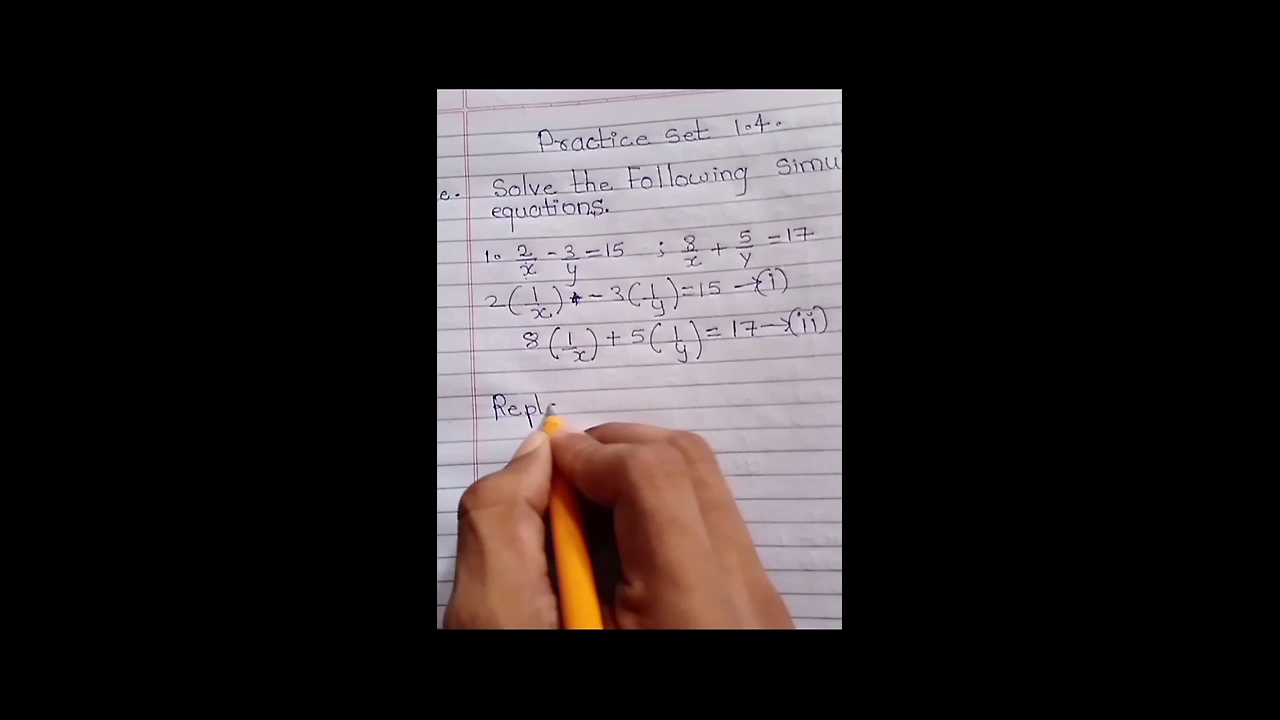 Practice Set 1.4.
e. Solve the Following Simu
equations.
1. 2/x - 3/y = 15 ; 8/x + 5/y = 17
2(1/x) - 3(1/y) = 15 →(i)
8(1/x) + 5(1/y) = 17 →(ii)
Repl